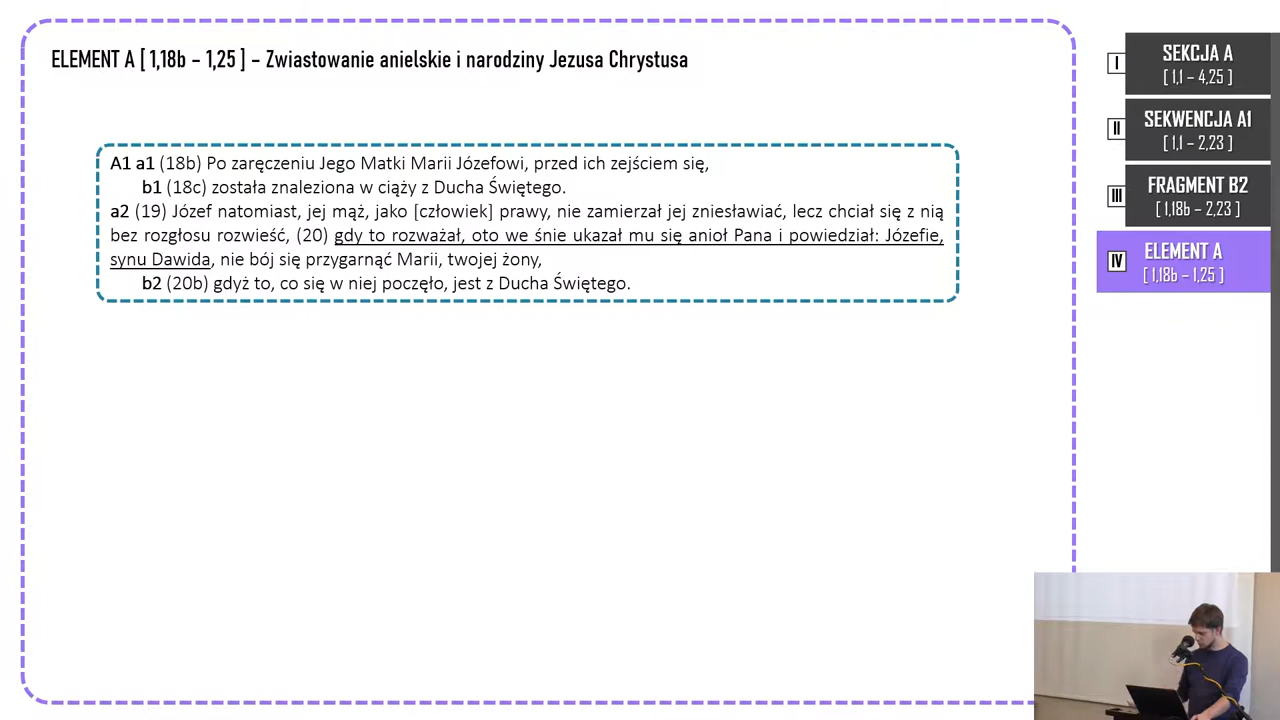 ELEMENT A [ 1,18b – 1,25 ] – Zwiastowanie anielskie i narodziny Jezusa Chrystusa
A1 a1 (18b) Po zaręczeniu Jego Matki Marii Józefowi, przed ich zejściem się,
b1 (18c) została znaleziona w ciąży z Ducha Świętego.
a2 (19) Józef natomiast, jej mąż, jako [człowiek] prawy, nie zamierzał jej zniesławiać, lecz chciał się z nią
bez rozgłosu rozwieść, (20) gdy to rozważał, oto we śnie ukazał mu się anioł Pana i powiedział: Józefie,
synu Dawida, nie bój się przygarnąć Marii, twojej żony,
b2 (20b) gdyż to, co się w niej poczęło, jest z Ducha Świętego.
I
SEKCJA A
[ 1,1 – 4,25 ]
II
SEKWENCJA A1
[ 1,1 – 2,23 ]
III
FRAGMENT B2
[ 1,18b – 2,23 ]
IV
ELEMENT A
[ 1,18b – 1,25 ]